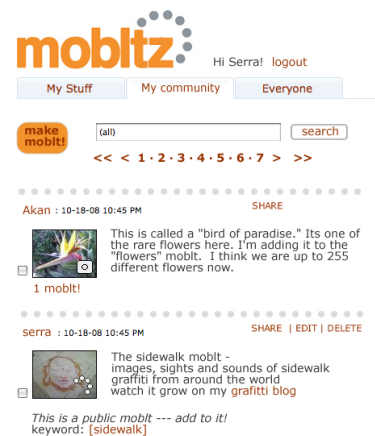 mobltz
Hi Serra! logout
My Stuff My community Everyone
make
moblt!
(all) search
<< < 1 · 2 · 3 · 4 · 5 · 6 · 7 > >>
Akan : 10-18-08 10:45 PM SHARE
This is called a "bird of paradise." Its one of
the rare flowers here. I'm adding it to the
"flowers" moblt. I think we are up to 255
different flowers now.
1 moblt!
serra : 10-18-08 10:45 PM SHARE | EDIT | DELETE
The sidewalk moblt -
images, sights and sounds of sidewalk
graffiti from around the world
watch it grow on my grafitti blog
This is a public moblt --- add to it!
keyword: [sidewalk]